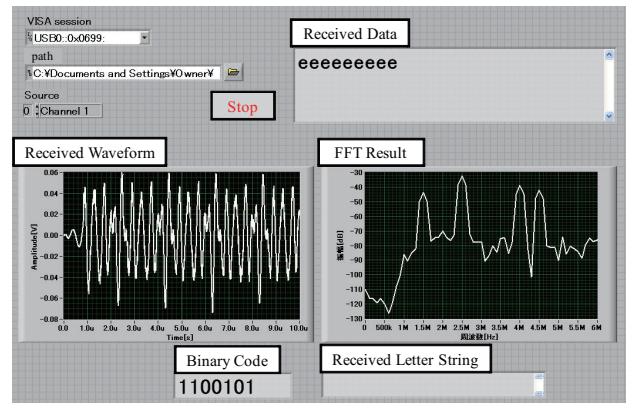 VISA session
USB0::0x0699:
path
C:¥Documents and Settings¥Owner¥
Source
0 Channel 1
Stop
Received Data
eeeeeeeee
Received Waveform
Amplitude[V]
0.06
0.04
0.02
0.00
-0.02
-0.04
-0.06
-0.08
0.0 1.0u 2.0u 3.0u 4.0u 5.0u 6.0u 7.0u 8.0u 9.0u 10.0u
Time[s]
FFT Result
振幅[dB]
-30
-40
-50
-60
-70
-80
-90
-100
-110
-120
-130
0 500k 1M 1.5M 2M 2.5M 3M 3.5M 4M 4.5M 5M 5.5M 6M
周波数[Hz]
Binary Code
1100101
Received Letter String